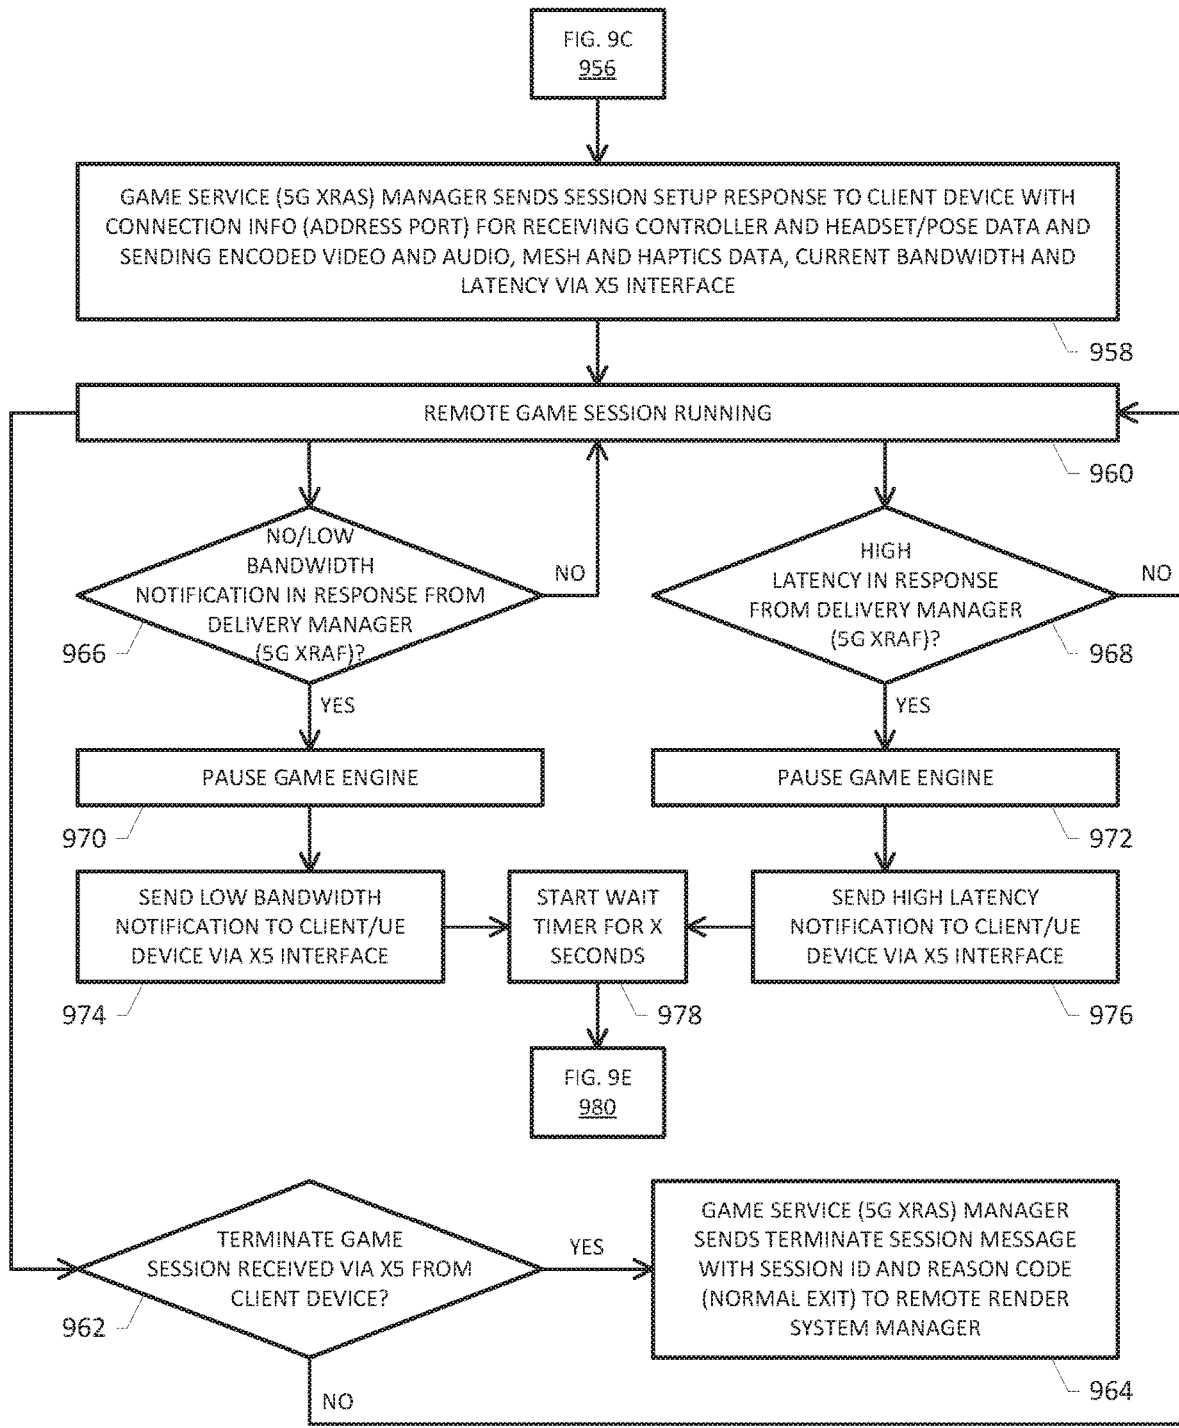 FIG. 9C
956
GAME SERVICE (5G XRAS) MANAGER SENDS SESSION SETUP RESPONSE TO CLIENT DEVICE WITH
CONNECTION INFO (ADDRESS PORT) FOR RECEIVING CONTROLLER AND HEADSET/POSE DATA AND
SENDING ENCODED VIDEO AND AUDIO, MESH AND HAPTICS DATA, CURRENT BANDWIDTH AND
LATENCY VIA X5 INTERFACE
958
REMOTE GAME SESSION RUNNING
960
NO/LOW
BANDWIDTH
NOTIFICATION IN RESPONSE FROM
DELIVERY MANAGER
(5G XRAF)?
966
NO
YES
HIGH
LATENCY IN RESPONSE
FROM DELIVERY MANAGER
(5G XRAF)?
968
NO
YES
PAUSE GAME ENGINE
970
PAUSE GAME ENGINE
972
SEND LOW BANDWIDTH
NOTIFICATION TO CLIENT/UE
DEVICE VIA X5 INTERFACE
974
START WAIT
TIMER FOR X
SECONDS
978
SEND HIGH LATENCY
NOTIFICATION TO CLIENT/UE
DEVICE VIA X5 INTERFACE
976
FIG. 9E
980
TERMINATE GAME
SESSION RECEIVED VIA X5 FROM
CLIENT DEVICE?
962
YES
NO
GAME SERVICE (5G XRAS) MANAGER
SENDS TERMINATE SESSION MESSAGE
WITH SESSION ID AND REASON CODE
(NORMAL EXIT) TO REMOTE RENDER
SYSTEM MANAGER
964